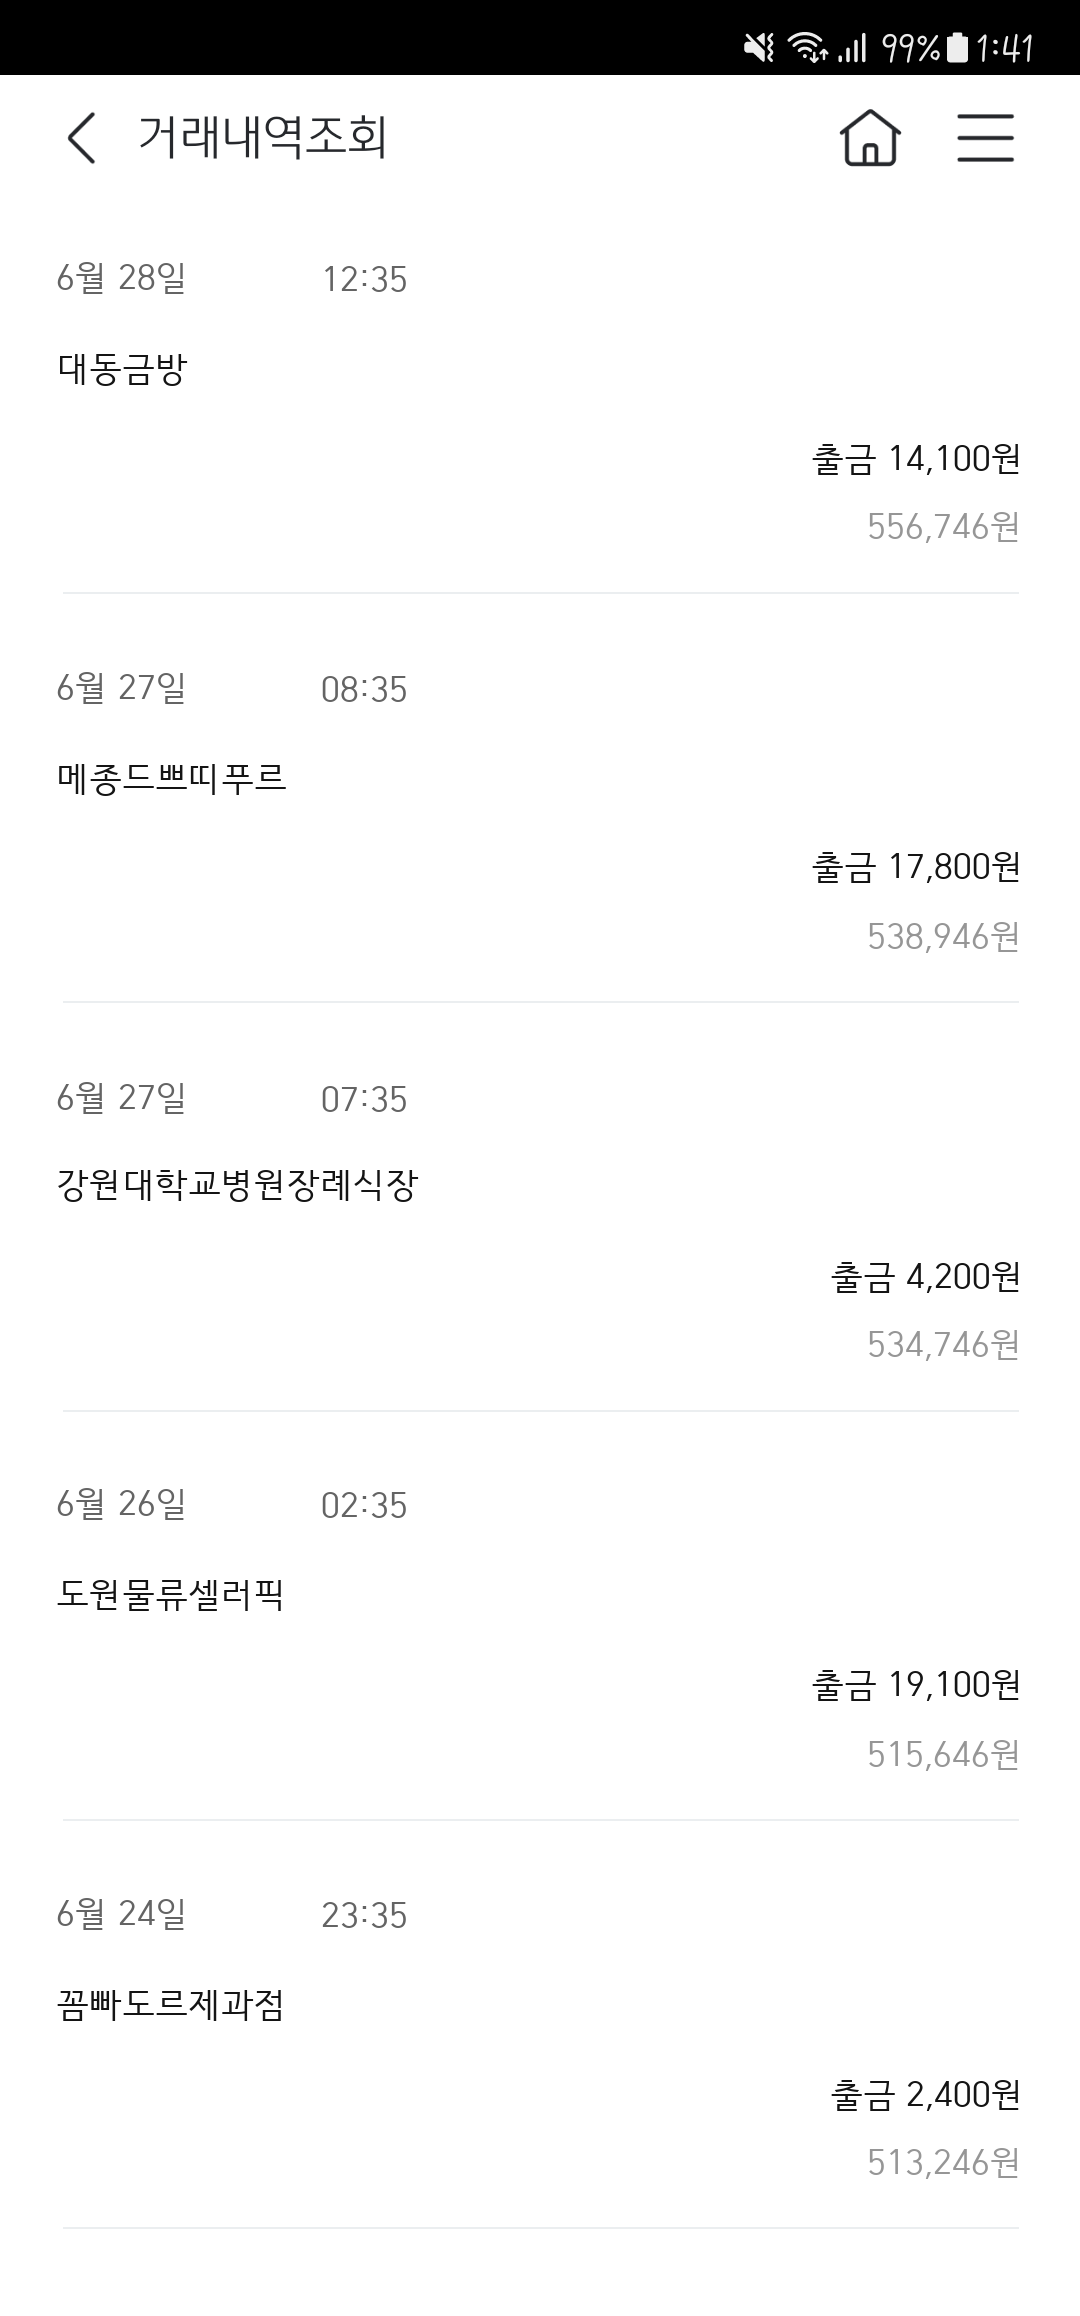 99% 1:41
거래내역조회
6월 28일 12:35
대동금방
출금 14,100원
556,746원
6월 27일 08:35
메종드쁘띠푸르
출금 17,800원
538,946원
6월 27일 07:35
강원대학교병원장례식장
출금 4,200원
534,746원
6월 26일 02:35
도원물류셀러픽
출금 19,100원
515,646원
6월 24일 23:35
꼼빠도르제과점
출금 2,400원
513,246원